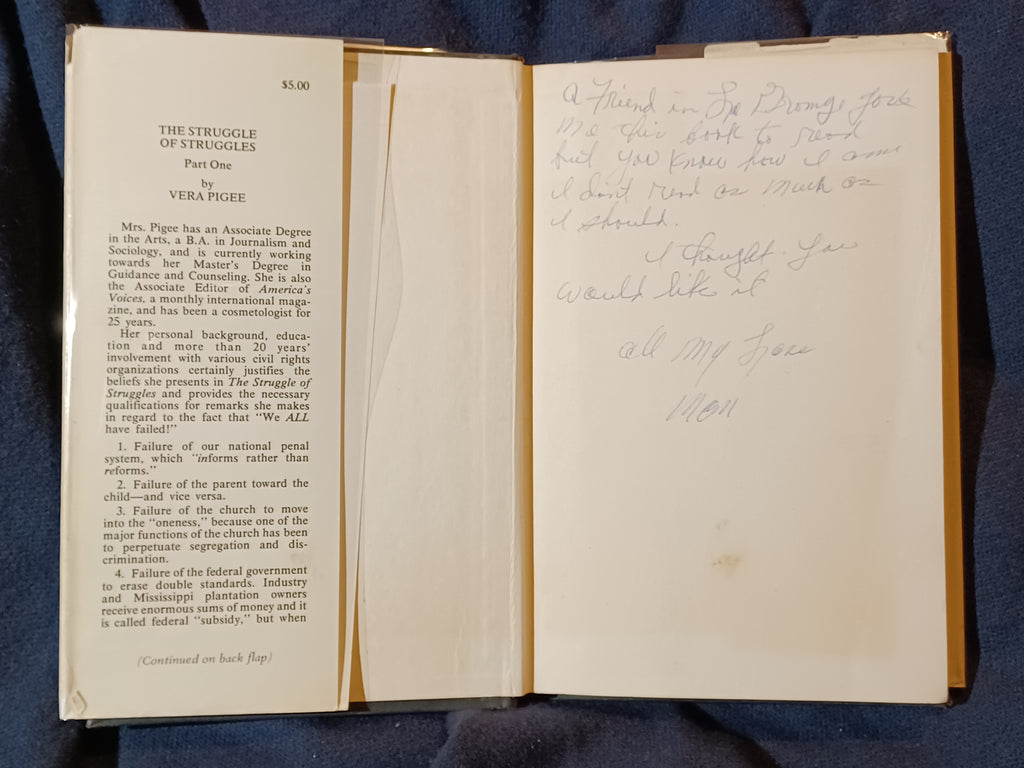 $5.00
THE STRUGGLE
OF STRUGGLES
Part One
by
VERA PIGEE
Mrs. Pigee has an Associate Degree
in the Arts, a B.A. in Journalism and
Sociology, and is currently working
towards her Master's Degree in
Guidance and Counseling. She is also
the Associate Editor of America's
Voices, a monthly international maga-
zine, and has been a cosmetologist for
25 years.
Her personal background, educa-
tion and more than 20 years'
involvement with various civil rights
organizations certainly justifies the
beliefs she presents in The Struggle of
Struggles and provides the necessary
qualifications for remarks she makes
in regard to the fact that "We ALL
have failed!"
1. Failure of our national penal
system, which "informs rather than
reforms."
2. Failure of the parent toward the
child—and vice versa.
3. Failure of the church to move
into the "oneness," because one of the
major functions of the church has been
to perpetuate segregation and dis-
crimination.
4. Failure of the federal government
to erase double standards. Industry
and Mississippi plantation owners
receive enormous sums of money and it
is called federal "subsidy," but when
(Continued on back flap)
A Friend in La
me this book to read
but you know how I am
I dont read as much as
I should.
I thought you
would like it
all my Love